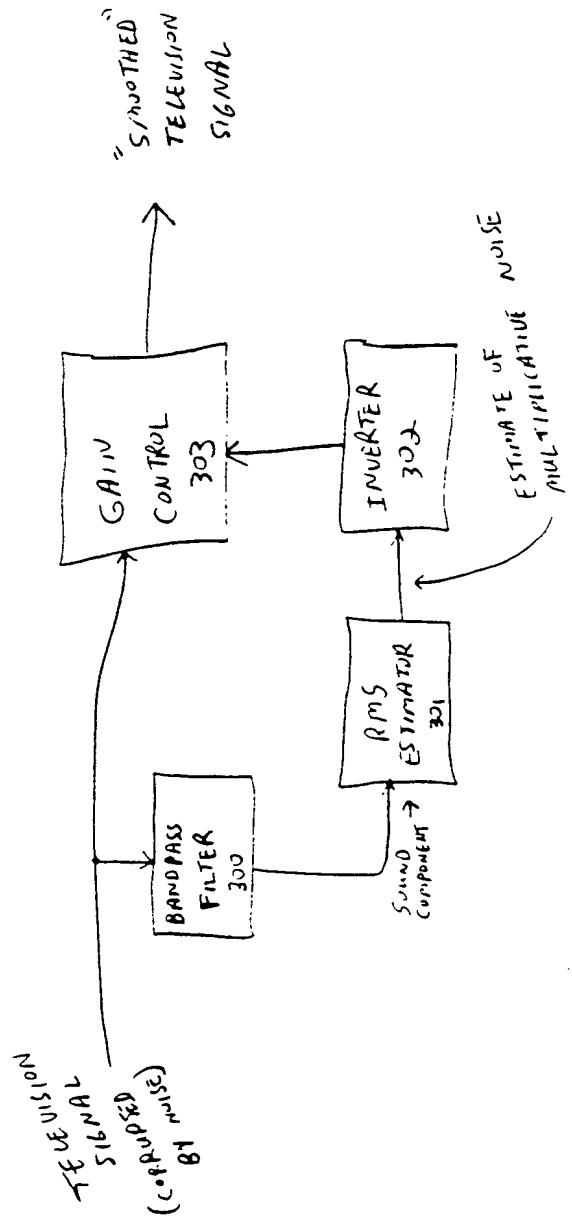 TELEVISION
SIGNAL
(CORRUPSED
BY NOISE)
BANDPASS
FILTER
300
SOUND
COMPONENT →
RMS
ESTIMATOR
301
GAIN
CONTROL
303
INVERTER
302
ESTIMATE OF
MULTIPLICATIVE NOISE
"SMOOTHED"
TELEVISION
SIGNAL